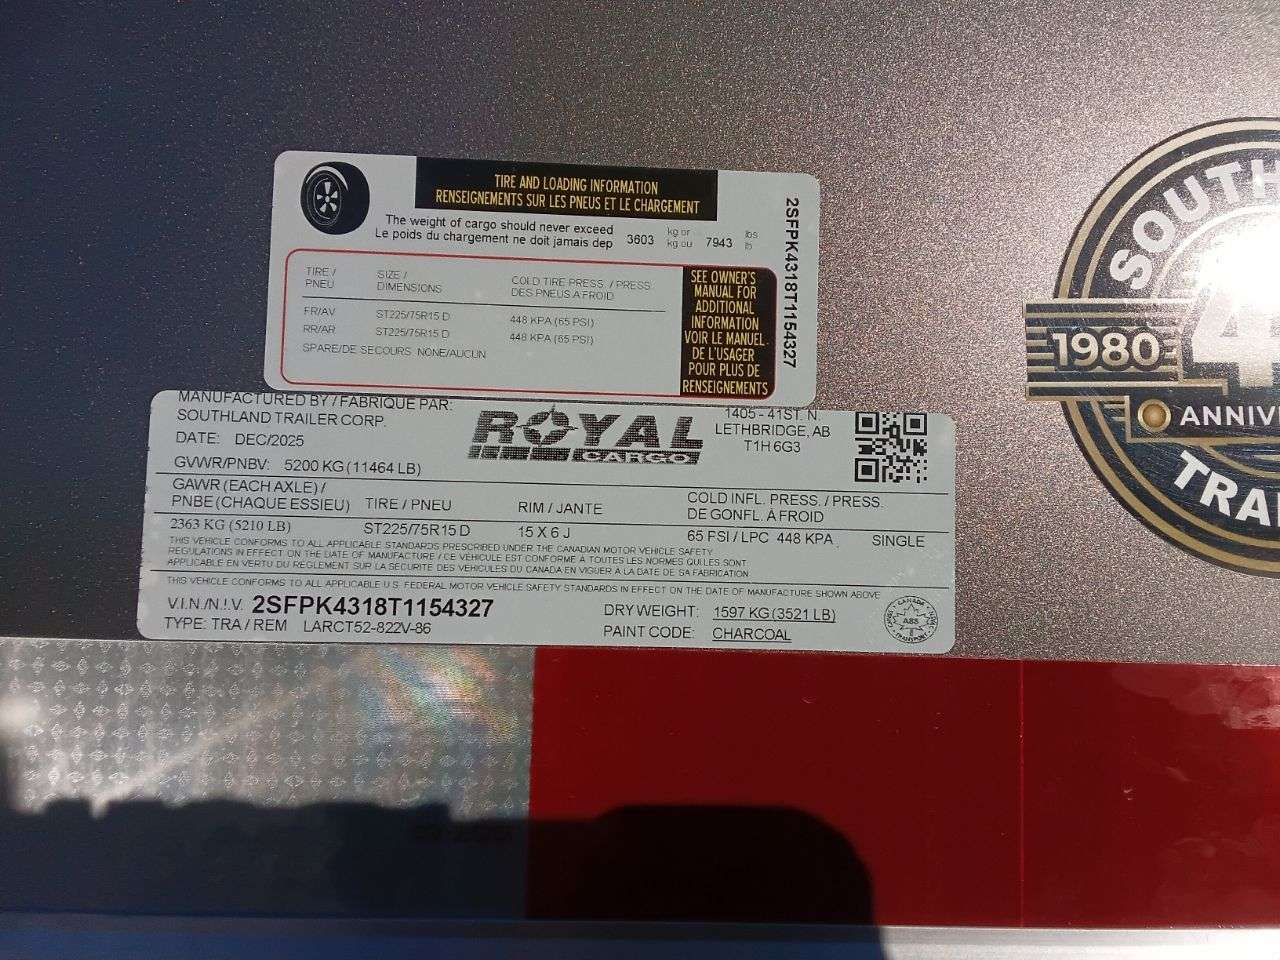 TIRE AND LOADING INFORMATION
RENSEIGNEMENTS SUR LES PNEUS ET LE CHARGEMENT
The weight of cargo should never exceed
Le poids du chargement ne doit jamais dep 3603 kg or kg ou 7943 lbs lb
TIRE / PNEU SIZE / DIMENSIONS COLD TIRE PRESS. / PRESS. DES PNEUS A FROID
FR/AV ST225/75R15 D 448 KPA (65 PSI)
RR/AR ST225/75R15 D 448 KPA (65 PSI)
SPARE/DE SECOURS NONE/AUCUN
SEE OWNER'S
MANUAL FOR
ADDITIONAL
INFORMATION
VOIR LE MANUEL
DE L'USAGER
POUR PLUS DE
RENSEIGNEMENTS
2SFPK4318T1154327
MANUFACTURED BY / FABRIQUE PAR:
SOUTHLAND TRAILER CORP.
DATE: DEC/2025
GVWR/PNBV: 5200 KG (11464 LB)
ROYAL
CARGO
1405 - 41ST. N.
LETHBRIDGE, AB
T1H 6G3
GAWR (EACH AXLE) /
PNBE (CHAQUE ESSIEU) TIRE / PNEU RIM / JANTE COLD INFL. PRESS. / PRESS. DE GONFL. À FROID
2363 KG (5210 LB) ST225/75R15 D 15 X 6 J 65 PSI / LPC 448 KPA SINGLE
THIS VEHICLE CONFORMS TO ALL APPLICABLE STANDARDS PRESCRIBED UNDER THE CANADIAN MOTOR VEHICLE SAFETY
REGULATIONS IN EFFECT ON THE DATE OF MANUFACTURE / CE VÉHICULE EST CONFORME À TOUTES LES NORMES QUI LES SONT
APPLICABLE EN VERTU DU RÈGLEMENT SUR LA SECURITE DES VÉHICULES DU CANADA EN VIGUER À LA DATE DE SA FABRICATION
THIS VEHICLE CONFORMS TO ALL APPLICABLE U.S. FEDERAL MOTOR VEHICLE SAFETY STANDARDS IN EFFECT ON THE DATE OF MANUFACTURE SHOWN ABOVE
V.I.N./N.I.V. 2SFPK4318T1154327
TYPE: TRA / REM LARCT52-822V-86
DRY WEIGHT: 1597 KG (3521 LB)
PAINT CODE: CHARCOAL
CANADA
A88
TRANSPORT
SOUTH
1980
4
ANNIV
TRA